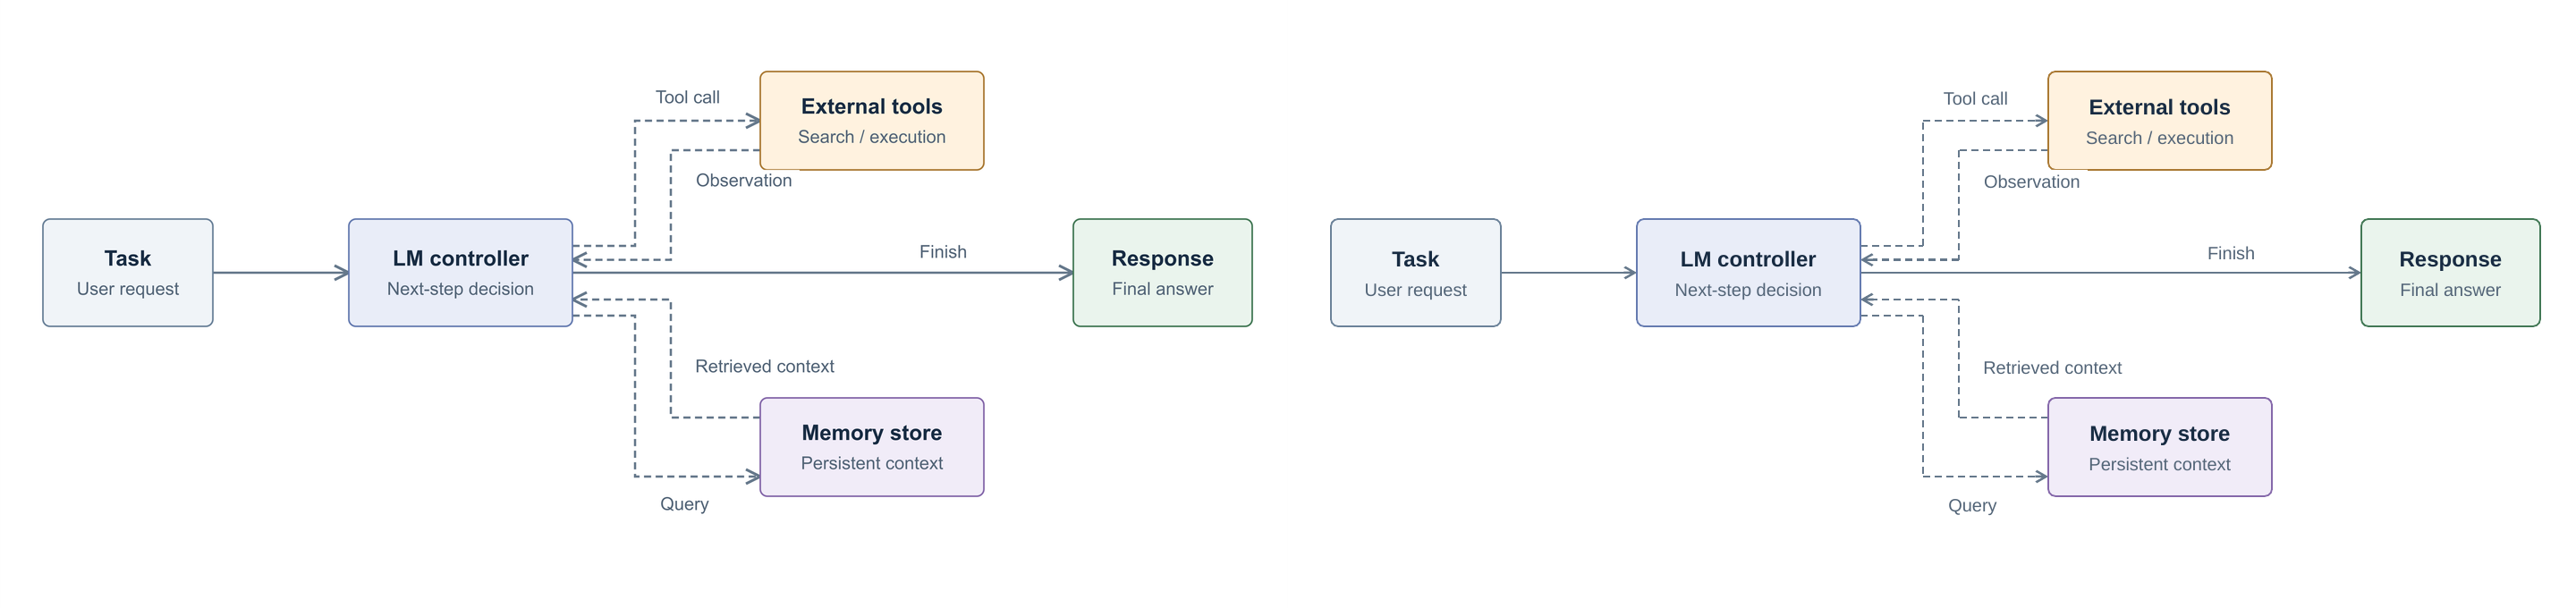 Tool call
External tools
Search / execution
Observation
Task
User request
LM controller
Next-step decision
Finish
Response
Final answer
Retrieved context
Memory store
Persistent context
Query
Tool call
External tools
Search / execution
Observation
Task
User request
LM controller
Next-step decision
Finish
Response
Final answer
Retrieved context
Memory store
Persistent context
Query